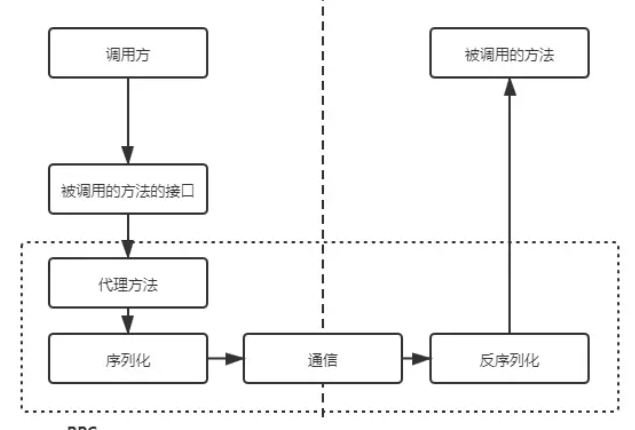 调用方
被调用的方法
被调用的方法的接口
代理方法
序列化
通信
反序列化